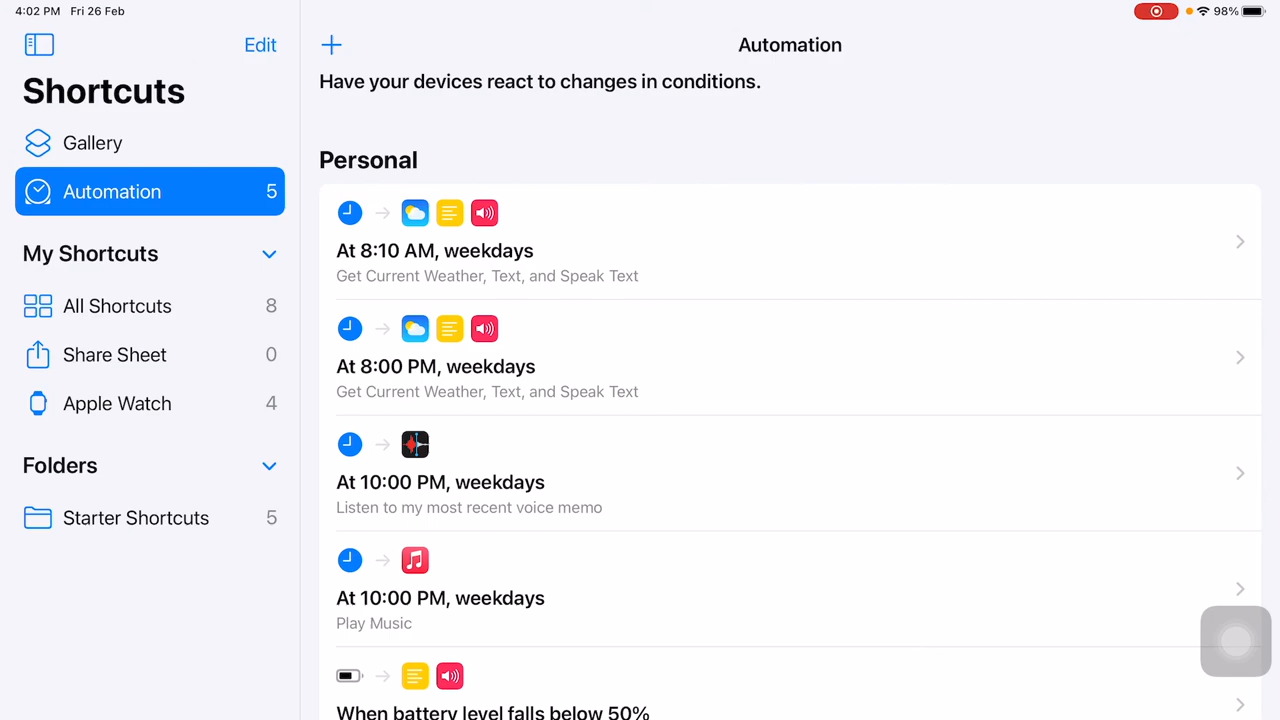 4:02 PM Fri 26 Feb
98%
Edit
Shortcuts
Gallery
Automation 5
My Shortcuts
All Shortcuts 8
Share Sheet 0
Apple Watch 4
Folders
Starter Shortcuts 5
Automation
Have your devices react to changes in conditions.
Personal
At 8:10 AM, weekdays
Get Current Weather, Text, and Speak Text
At 8:00 PM, weekdays
Get Current Weather, Text, and Speak Text
At 10:00 PM, weekdays
Listen to my most recent voice memo
At 10:00 PM, weekdays
Play Music
When battery level falls below 50%